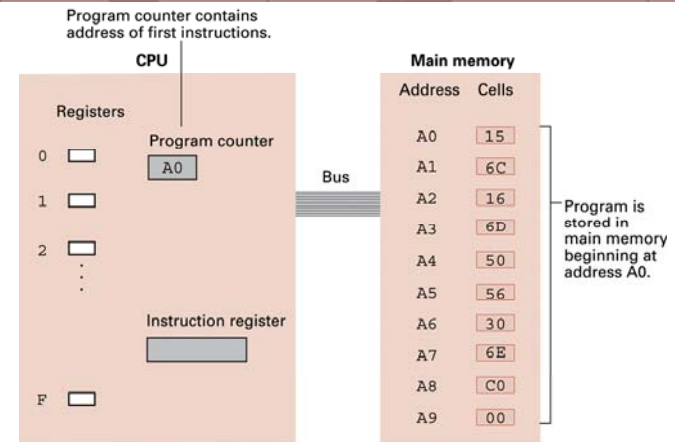 Program counter contains
address of first instructions.
CPU
Main memory
Address Cells
Registers
Program counter
A0
0
1
2
Bus
Instruction register
F
A0 15
A1 6C
A2 16
A3 6D
A4 50
A5 56
A6 30
A7 6E
A8 C0
A9 00
Program is
stored in
main memory
beginning at
address A0.